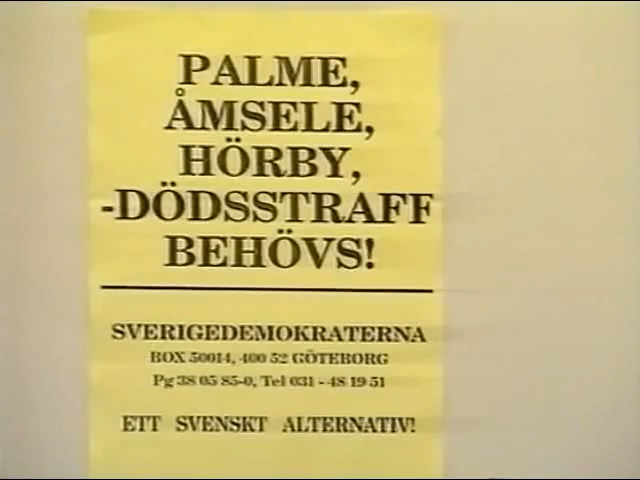 PALME,
ÅMSELE,
HÖRBY,
-DÖDSSTRAFF
BEHÖVS!
SVERIGEDEMOKRATERNA
BOX 50014, 400 52 GÖTEBORG
Pg 38 05 85-0, Tel 031 - 48 19 51
ETT SVENSKT ALTERNATIV!